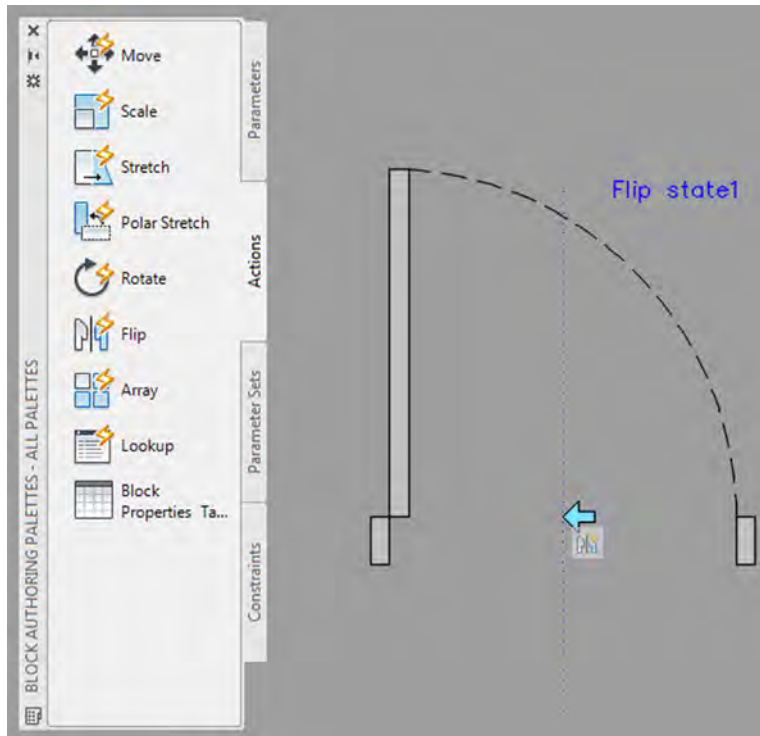 Move
Scale
Stretch
Polar Stretch
Rotate
Flip
Array
Lookup
Block
Properties Ta...
Parameters
Actions
Parameter Sets
Constraints
BLOCK AUTHORING PALETTES - ALL PALETTES
Flip state1